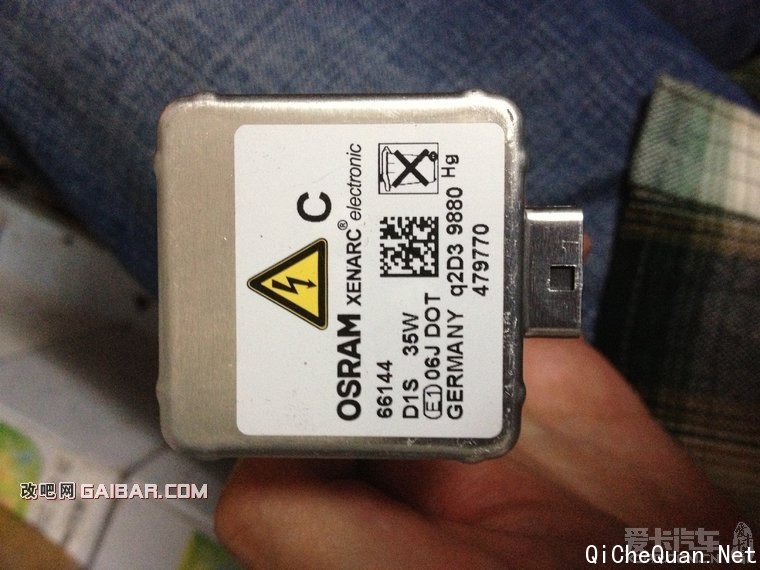 C
OSRAM XENARC® electronic
66144
D1S 35W
E1 06J DOT
GERMANY q2D3 9880 Hg
479770
改吧网 GAIBAR.COM
爱卡汽车
QiCheQuan.Net